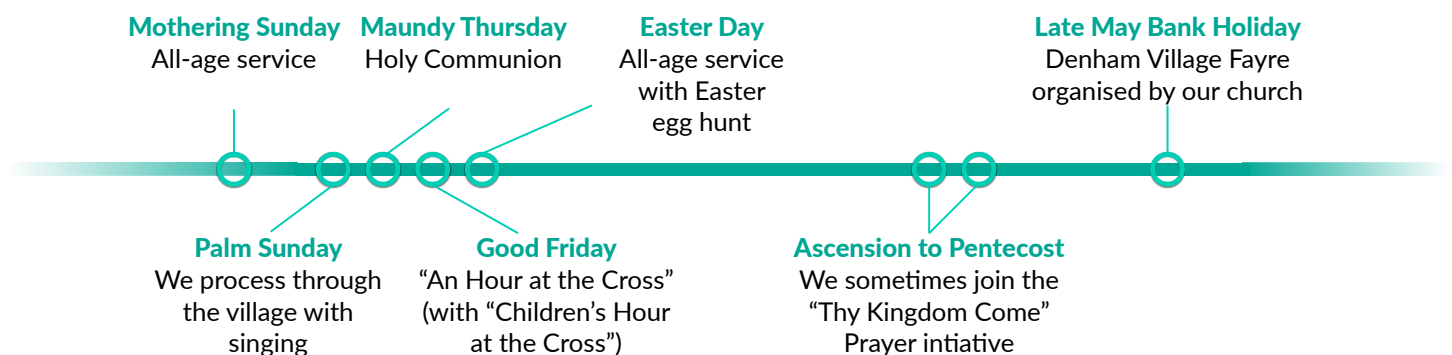 Mothering Sunday
All-age service
Maundy Thursday
Holy Communion
Easter Day
All-age service
with Easter
egg hunt
Late May Bank Holiday
Denham Village Fayre
organised by our church
Palm Sunday
We process through
the village with
singing
Good Friday
“An Hour at the Cross”
(with “Children’s Hour
at the Cross”)
Ascension to Pentecost
We sometimes join the
“Thy Kingdom Come”
Prayer intiative